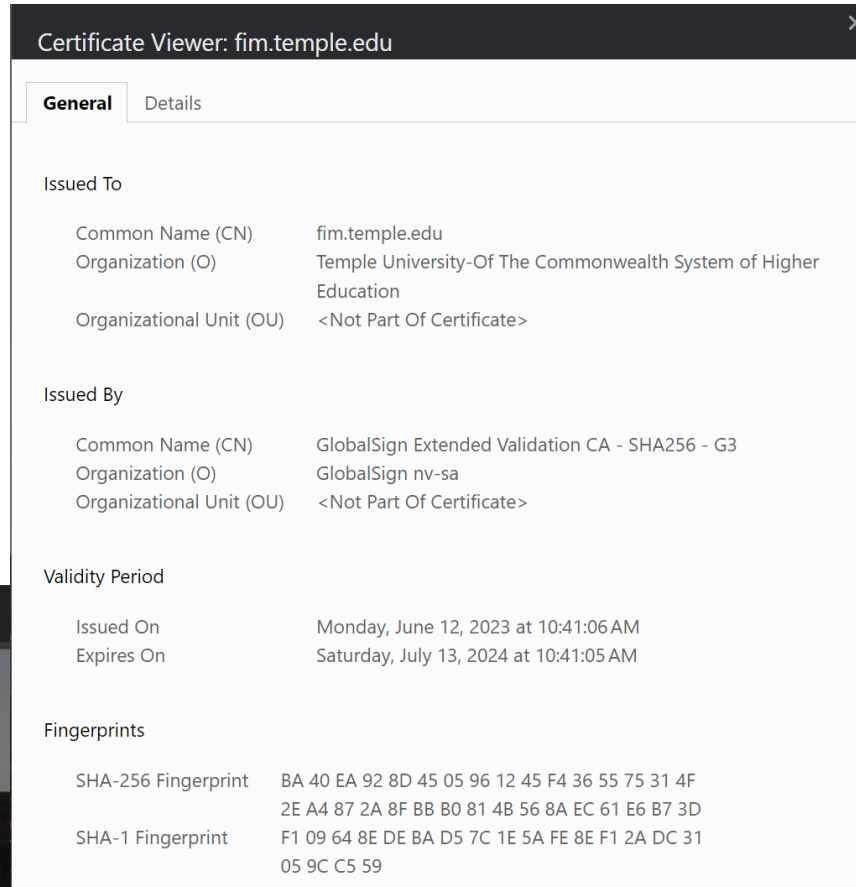 Certificate Viewer: fim.temple.edu
General Details
Issued To
Common Name (CN) fim.temple.edu
Organization (O) Temple University-Of The Commonwealth System of Higher
Education
Organizational Unit (OU) <Not Part Of Certificate>
Issued By
Common Name (CN) GlobalSign Extended Validation CA - SHA256 - G3
Organization (O) GlobalSign nv-sa
Organizational Unit (OU) <Not Part Of Certificate>
Validity Period
Issued On Monday, June 12, 2023 at 10:41:06 AM
Expires On Saturday, July 13, 2024 at 10:41:05 AM
Fingerprints
SHA-256 Fingerprint BA 40 EA 92 8D 45 05 96 12 45 F4 36 55 75 31 4F
2E A4 87 2A 8F BB B0 81 4B 56 8A EC 61 E6 B7 3D
SHA-1 Fingerprint F1 09 64 8E DE BA D5 7C 1E 5A FE 8E F1 2A DC 31
05 9C C5 59